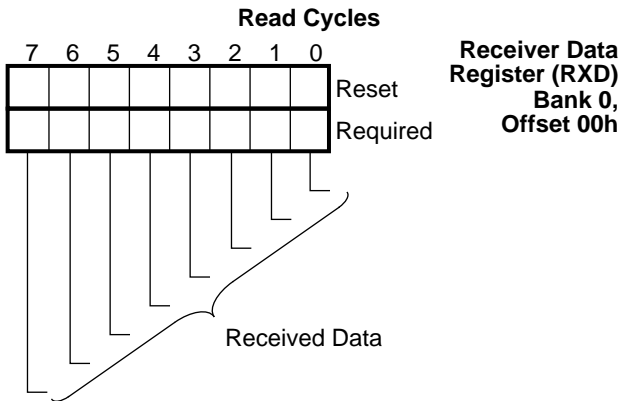 Read Cycles
7 6 5 4 3 2 1 0
Reset
Required
Receiver Data
Register (RXD)
Bank 0,
Offset 00h
Received Data